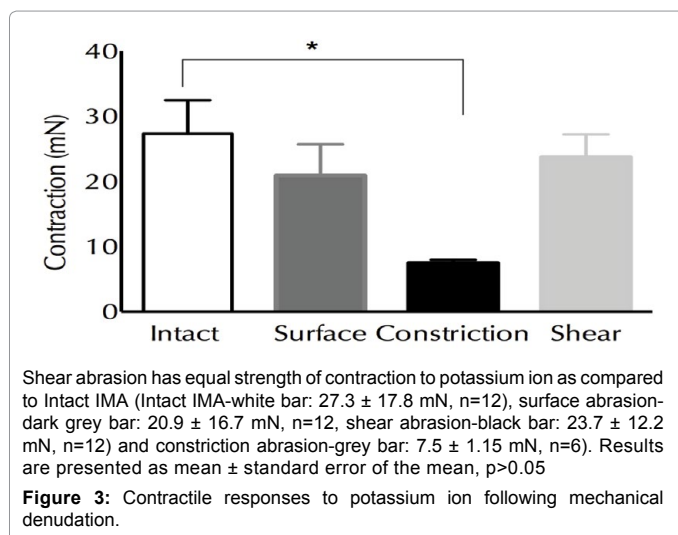 *
40
30
20
10
0
Contraction (mN)
Intact Surface Constriction Shear
Shear abrasion has equal strength of contraction to potassium ion as compared
to Intact IMA (Intact IMA-white bar: 27.3 ± 17.8 mN, n=12), surface abrasion-
dark grey bar: 20.9 ± 16.7 mN, n=12, shear abrasion-black bar: 23.7 ± 12.2
mN, n=12) and constriction abrasion-grey bar: 7.5 ± 1.15 mN, n=6). Results
are presented as mean ± standard error of the mean, p>0.05
Figure 3: Contractile responses to potassium ion following mechanical
denudation.